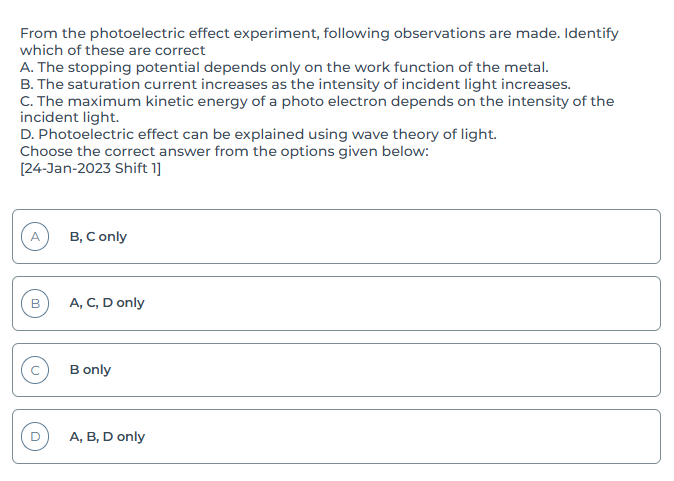 From the photoelectric effect experiment, following observations are made. Identify
which of these are correct
A. The stopping potential depends only on the work function of the metal.
B. The saturation current increases as the intensity of incident light increases.
C. The maximum kinetic energy of a photo electron depends on the intensity of the
incident light.
D. Photoelectric effect can be explained using wave theory of light.
Choose the correct answer from the options given below:
[24-Jan-2023 Shift 1]
A B, C only
B A, C, D only
C B only
D A, B, D only